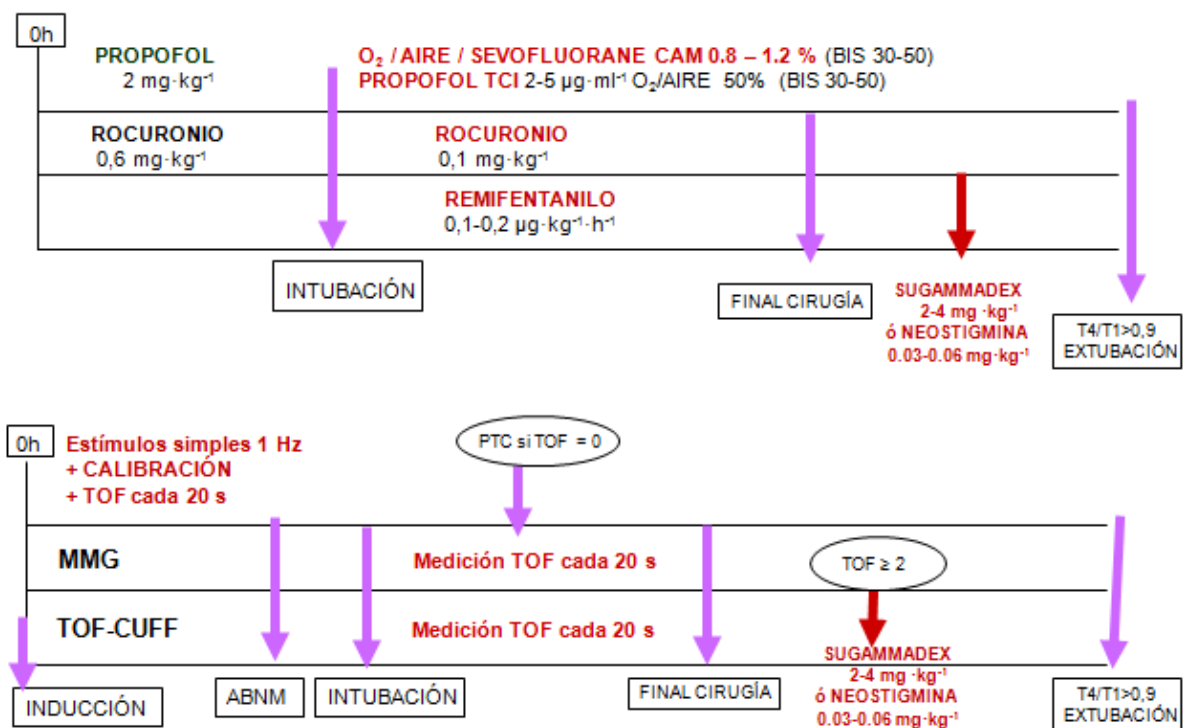 0h
PROPOFOL
2 mg·kg⁻¹
O₂ / AIRE / SEVOFLUORANE CAM 0.8 – 1.2 % (BIS 30-50)
PROPOFOL TCI 2-5 µg·ml⁻¹ O₂/AIRE 50% (BIS 30-50)
ROCURONIO
0,6 mg·kg⁻¹
ROCURONIO
0,1 mg·kg⁻¹
REMIFENTANILO
0,1-0,2 µg·kg⁻¹·h⁻¹
INTUBACIÓN
FINAL CIRUGÍA
SUGAMMADEX
2-4 mg ·kg⁻¹
ó NEOSTIGMINA
0.03-0.06 mg·kg⁻¹
T4/T1>0,9
EXTUBACIÓN
0h
Estímulos simples 1 Hz
+ CALIBRACIÓN
+ TOF cada 20 s
PTC si TOF = 0
MMG
Medición TOF cada 20 s
TOF ≥ 2
TOF-CUFF
Medición TOF cada 20 s
INDUCCIÓN
ABNM
INTUBACIÓN
FINAL CIRUGÍA
SUGAMMADEX
2-4 mg ·kg⁻¹
ó NEOSTIGMINA
0.03-0.06 mg·kg⁻¹
T4/T1>0,9
EXTUBACIÓN